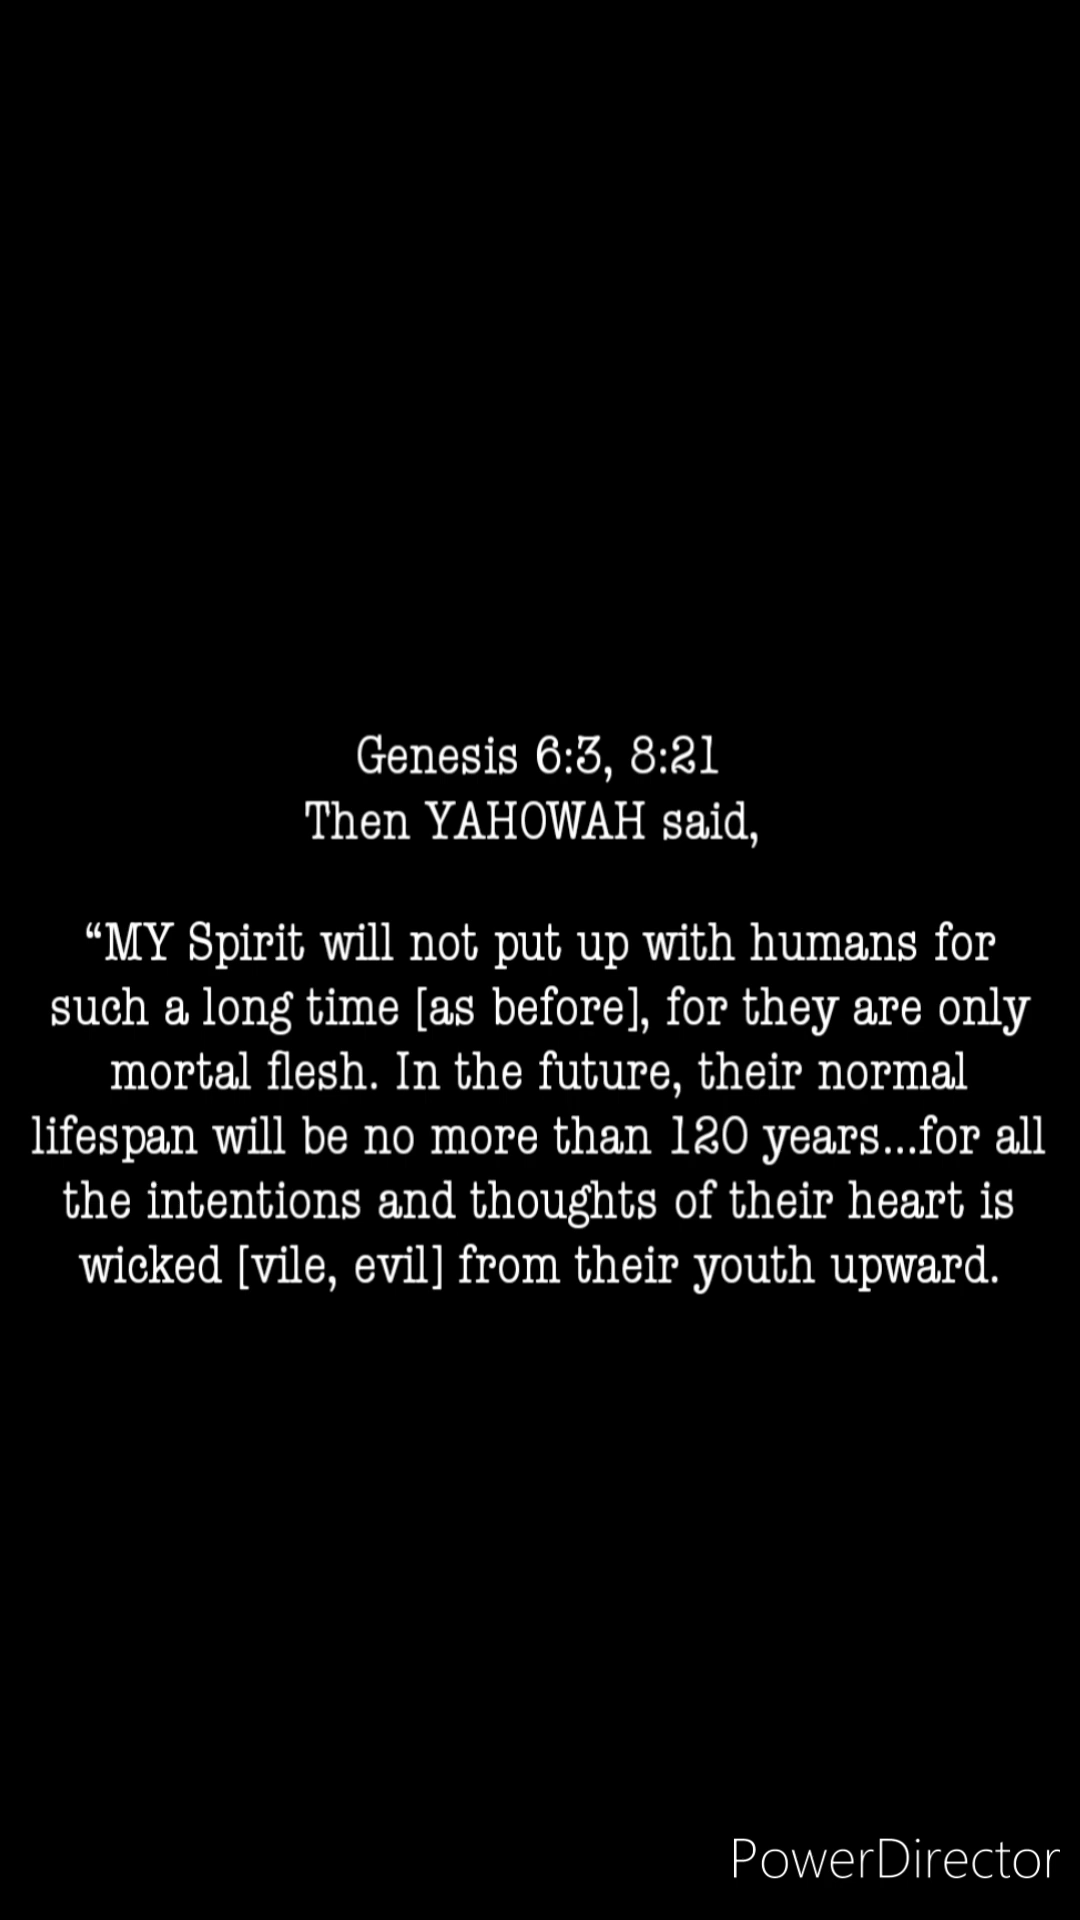 Genesis 6:3, 8:21
Then YAHOWAH said,
“MY Spirit will not put up with humans for
such a long time [as before], for they are only
mortal flesh. In the future, their normal
lifespan will be no more than 120 years...for all
the intentions and thoughts of their heart is
wicked [vile, evil] from their youth upward.
PowerDirector